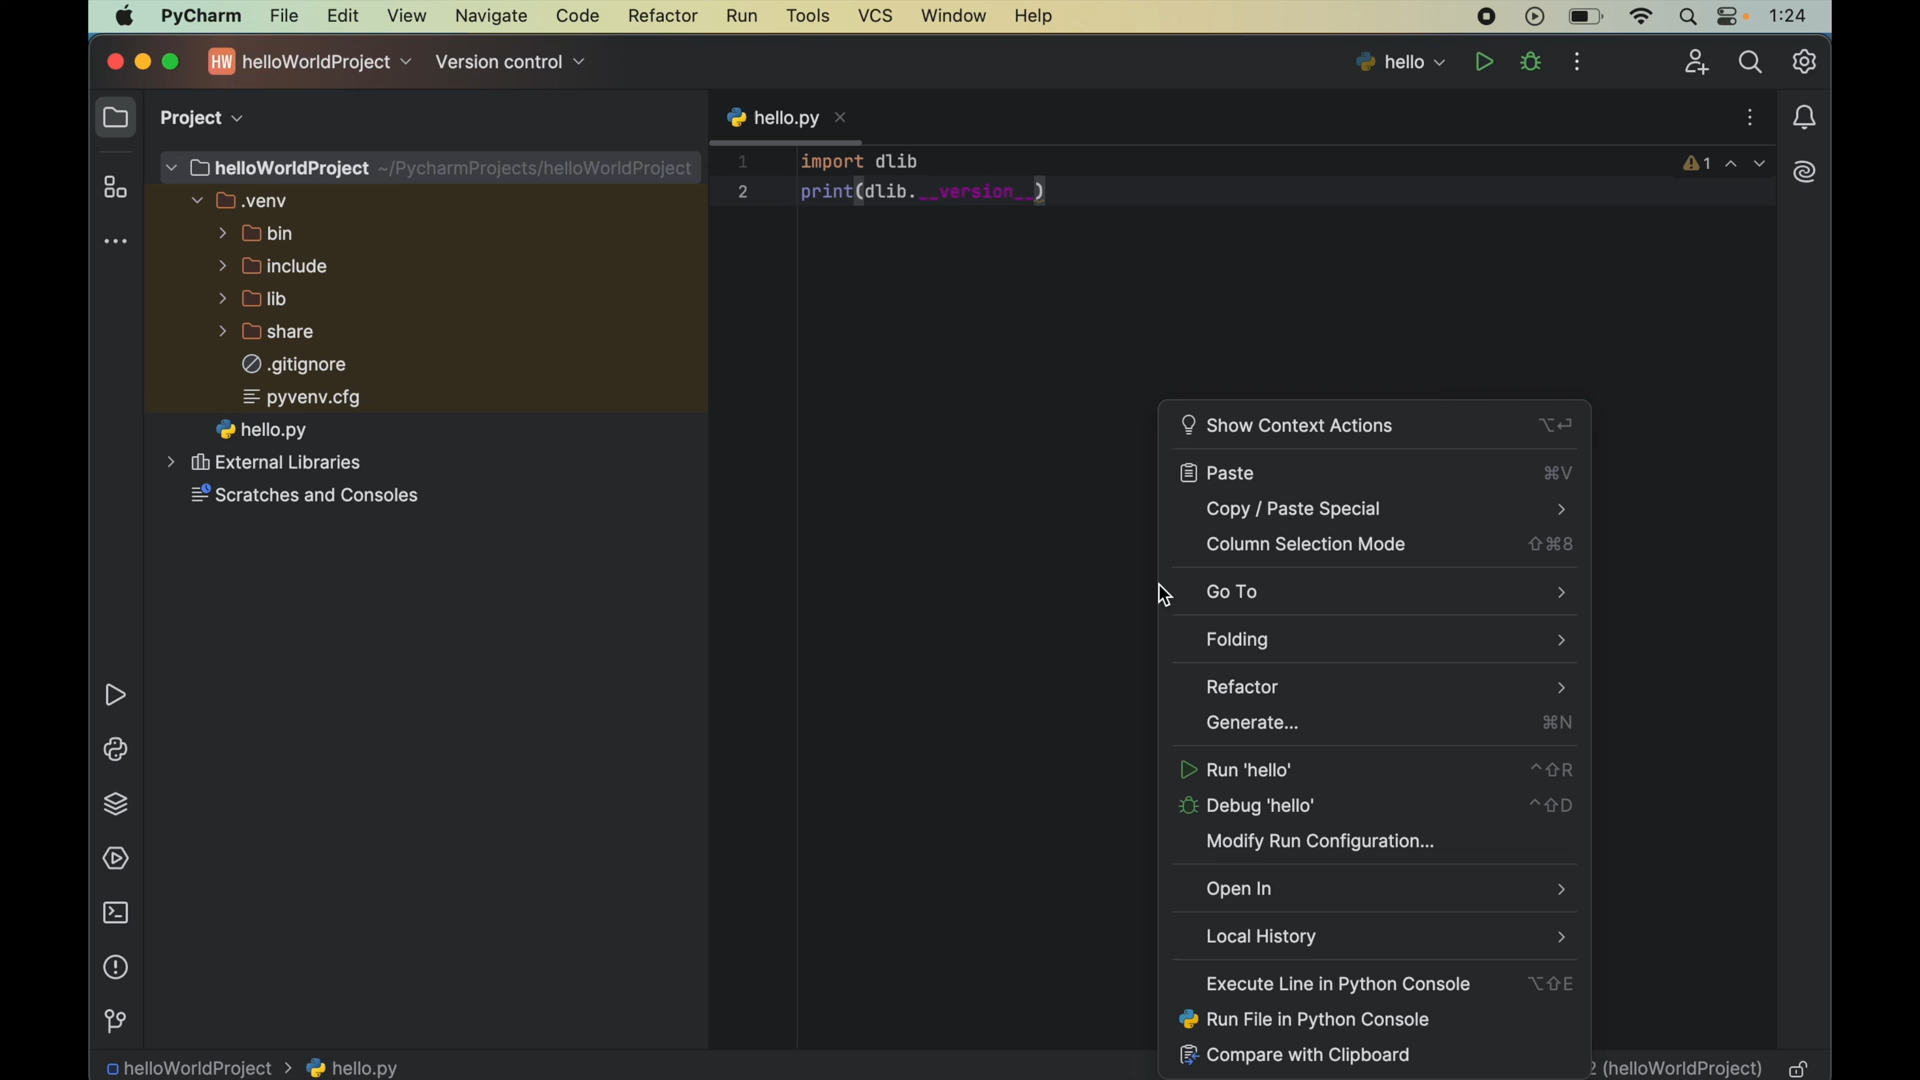 PyCharm File Edit View Navigate Code Refactor Run Tools VCS Window Help 1:24
HW helloWorldProject Version control hello
Project
hello.py
helloWorldProject ~/PycharmProjects/helloWorldProject
.venv
bin
include
lib
share
.gitignore
pyvenv.cfg
hello.py
External Libraries
Scratches and Consoles
1 import dlib
2 print(dlib.__version__)
1
Show Context Actions ⌥⏎
Paste ⌘V
Copy / Paste Special
Column Selection Mode ⇧⌘8
Go To
Folding
Refactor
Generate... ⌘N
Run 'hello' ^⇧R
Debug 'hello' ^⇧D
Modify Run Configuration...
Open In
Local History
Execute Line in Python Console ⌥⇧E
Run File in Python Console
Compare with Clipboard
helloWorldProject > hello.py
(helloWorldProject)